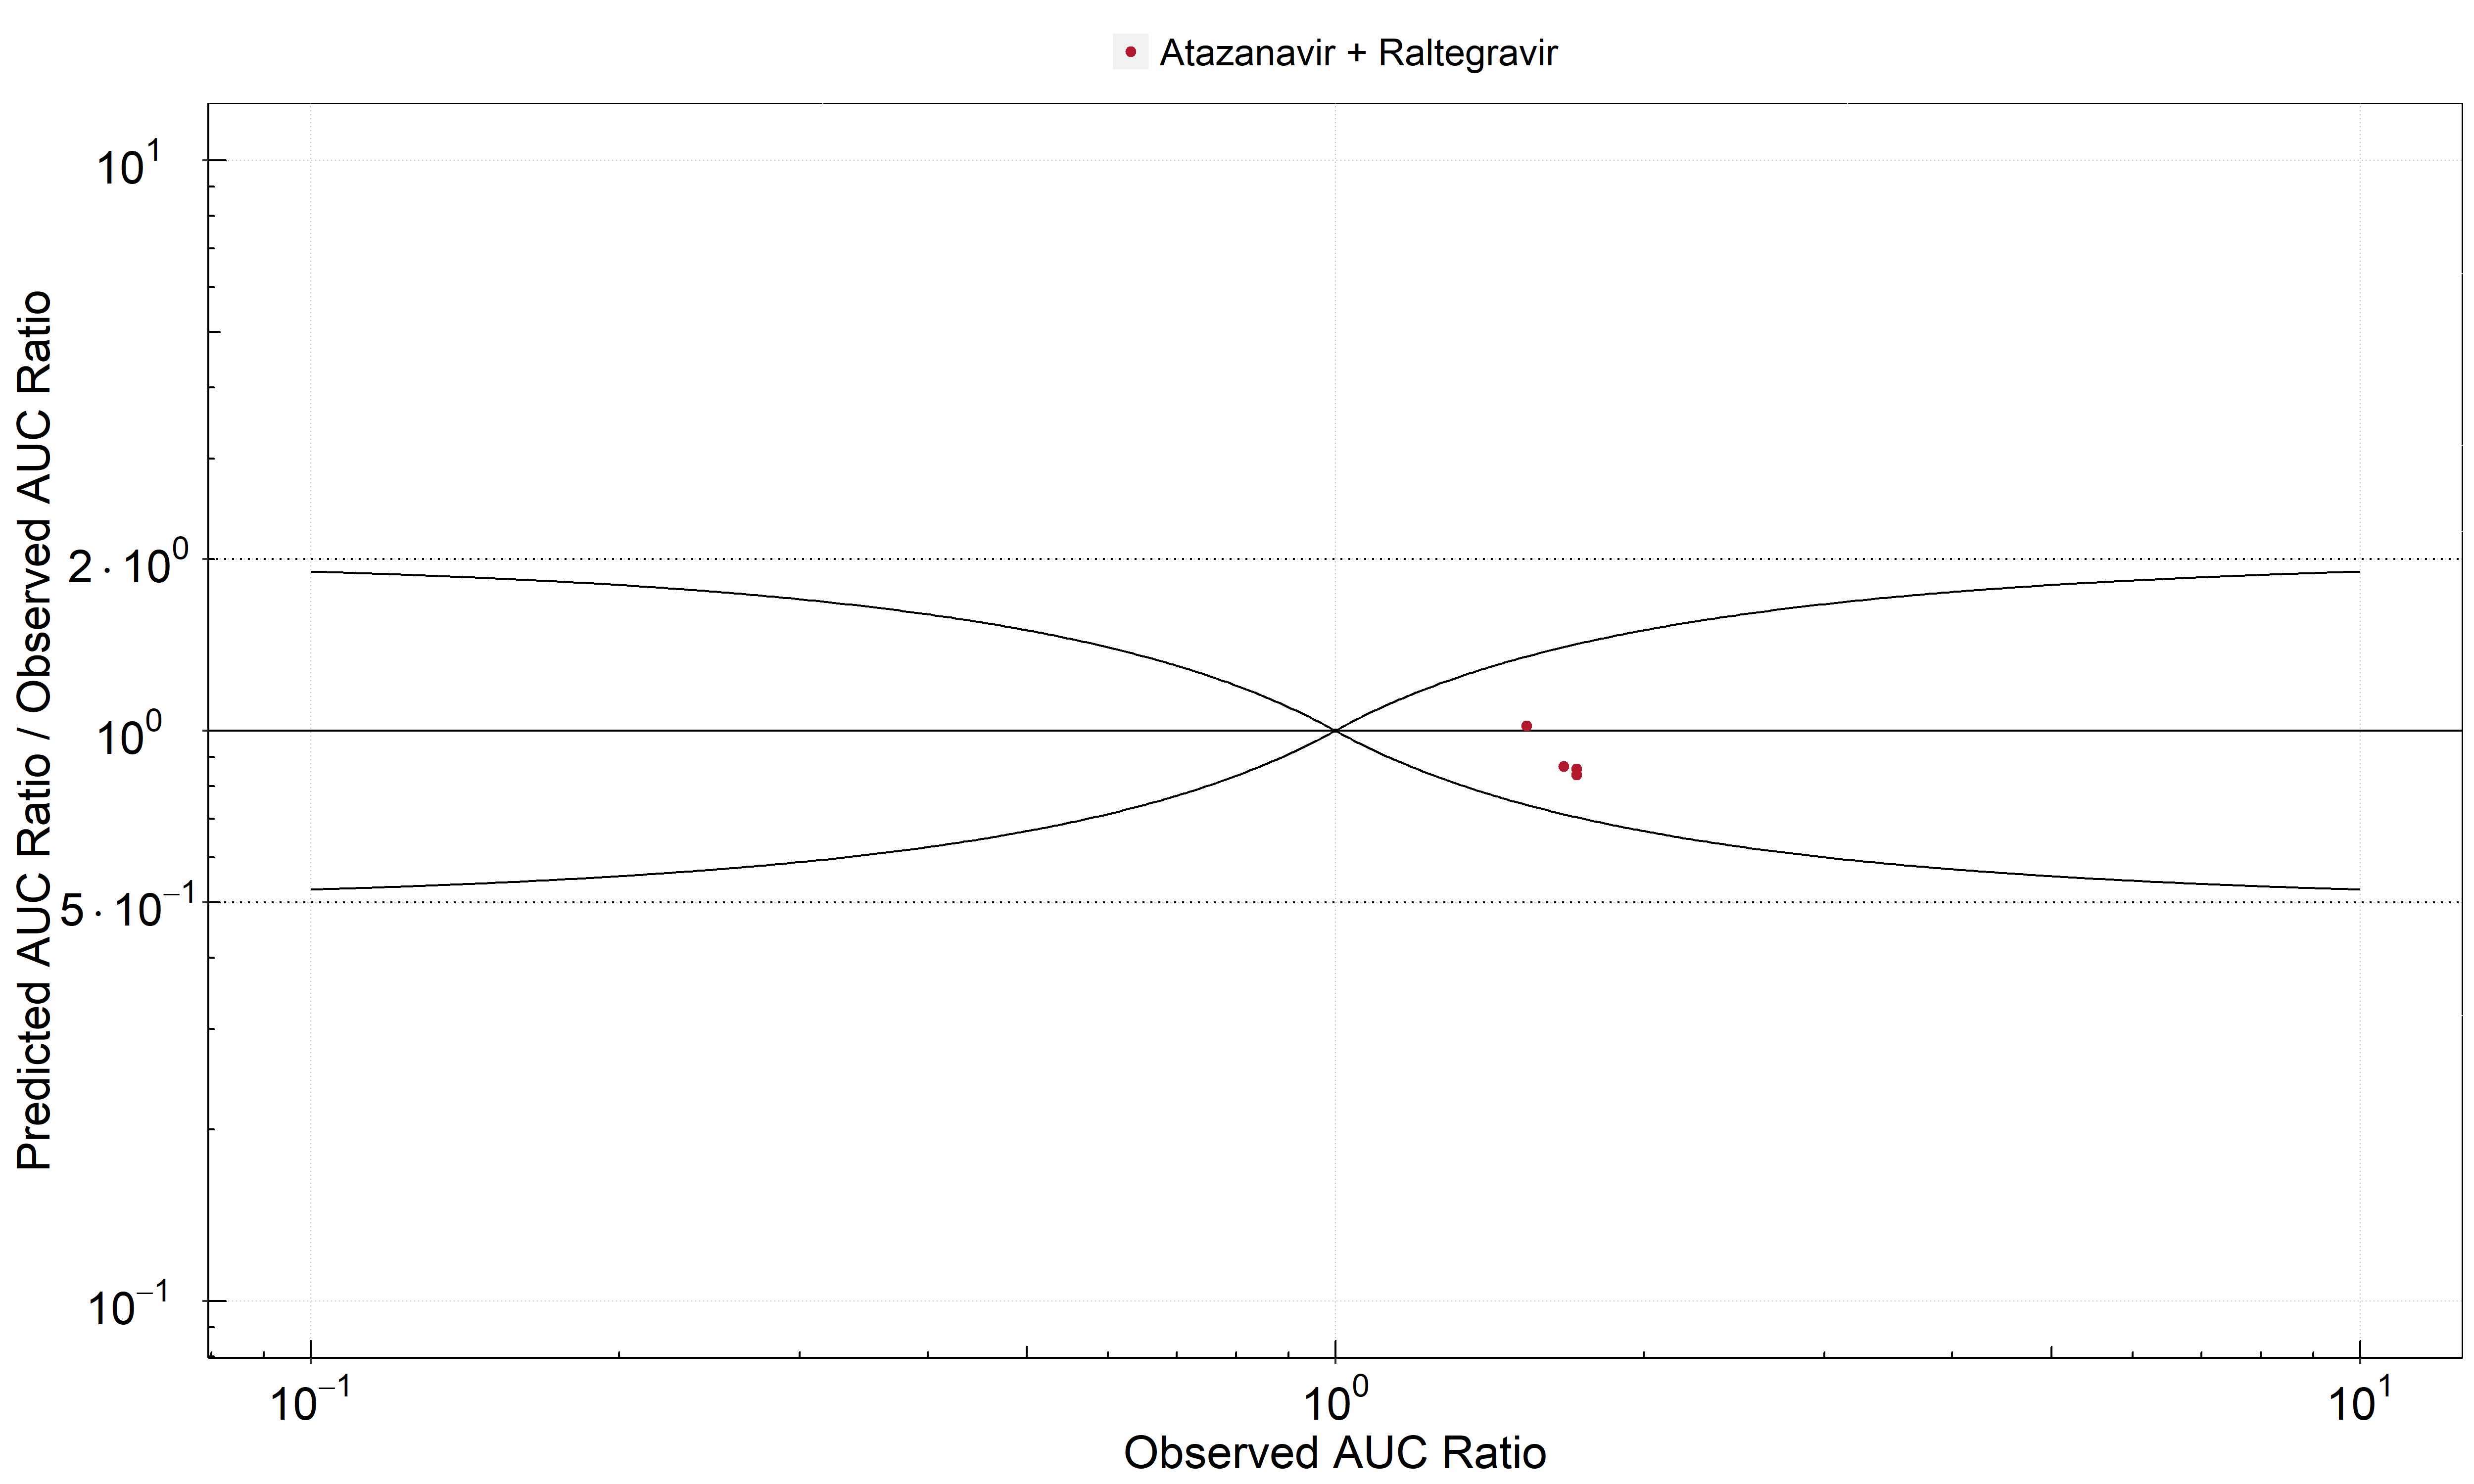 Atazanavir + Raltegravir
Predicted AUC Ratio / Observed AUC Ratio
10¹
2·10⁰
10⁰
5·10⁻¹
10⁻¹
10⁻¹ 10⁰ 10¹
Observed AUC Ratio